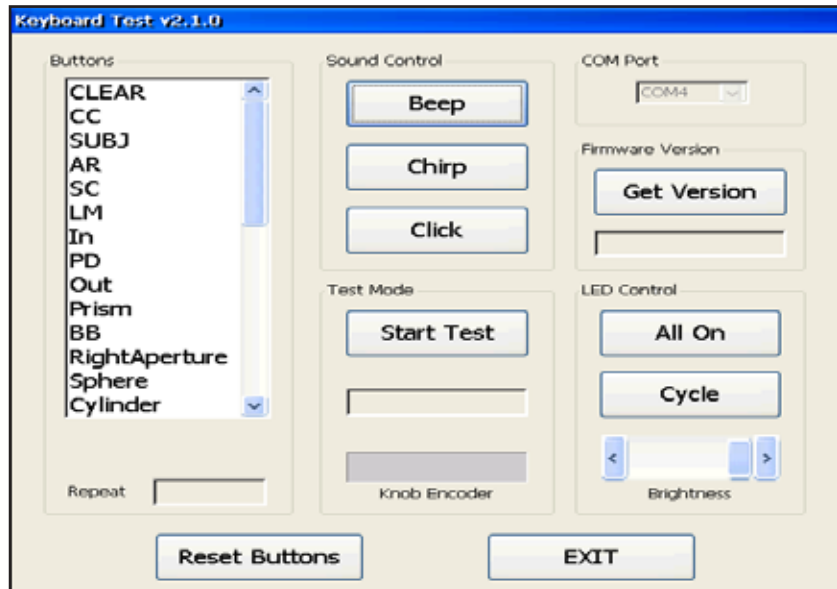 Keyboard Test v2.1.0
Buttons
CLEAR
CC
SUBJ
AR
SC
LM
In
PD
Out
Prism
BB
RightAperture
Sphere
Cylinder
Repeat
Sound Control
Beep
Chirp
Click
Test Mode
Start Test
Knob Encoder
COM Port
COM4
Firmware Version
Get Version
LED Control
All On
Cycle
Brightness
Reset Buttons
EXIT